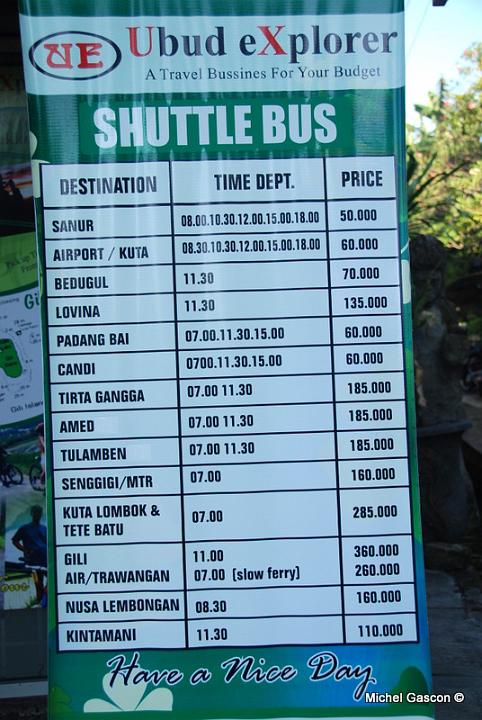 UE Ubud eXplorer
A Travel Bussines For Your Budget
SHUTTLE BUS
DESTINATION TIME DEPT. PRICE
SANUR 08.00.10.30.12.00.15.00.18.00 50.000
AIRPORT / KUTA 08.30.10.30.12.00.15.00.18.00 60.000
BEDUGUL 11.30 70.000
LOVINA 11.30 135.000
PADANG BAI 07.00.11.30.15.00 60.000
CANDI 0700.11.30.15.00 60.000
TIRTA GANGGA 07.00 11.30 185.000
AMED 07.00 11.30 185.000
TULAMBEN 07.00 11.30 185.000
SENGGIGI/MTR 07.00 160.000
KUTA LOMBOK &
TETE BATU 07.00 285.000
GILI 11.00 360.000
AIR/TRAWANGAN 07.00 (slow ferry) 260.000
NUSA LEMBONGAN 08.30 160.000
KINTAMANI 11.30 110.000
Have a Nice Day
Michel Gascon ©